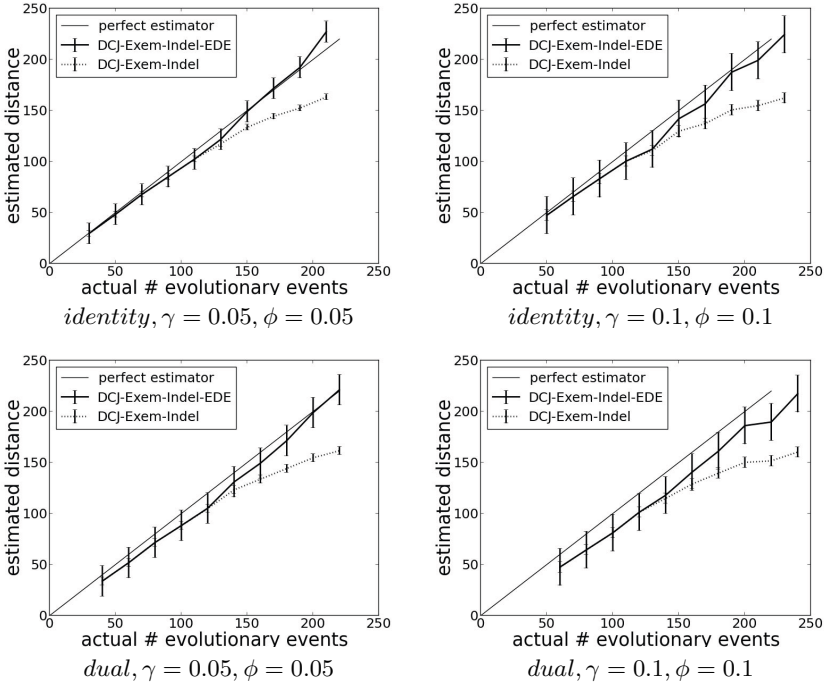 250
200
150
100
50
0
estimated distance
perfect estimator
DCJ-Exem-Indel-EDE
DCJ-Exem-Indel
0 50 100 150 200 250
actual # evolutionary events
identity, γ = 0.05, ϕ = 0.05
250
200
150
100
50
0
estimated distance
perfect estimator
DCJ-Exem-Indel-EDE
DCJ-Exem-Indel
0 50 100 150 200 250
actual # evolutionary events
identity, γ = 0.1, ϕ = 0.1
250
200
150
100
50
0
estimated distance
perfect estimator
DCJ-Exem-Indel-EDE
DCJ-Exem-Indel
0 50 100 150 200 250
actual # evolutionary events
dual, γ = 0.05, ϕ = 0.05
250
200
150
100
50
0
estimated distance
perfect estimator
DCJ-Exem-Indel-EDE
DCJ-Exem-Indel
0 50 100 150 200 250
actual # evolutionary events
dual, γ = 0.1, ϕ = 0.1